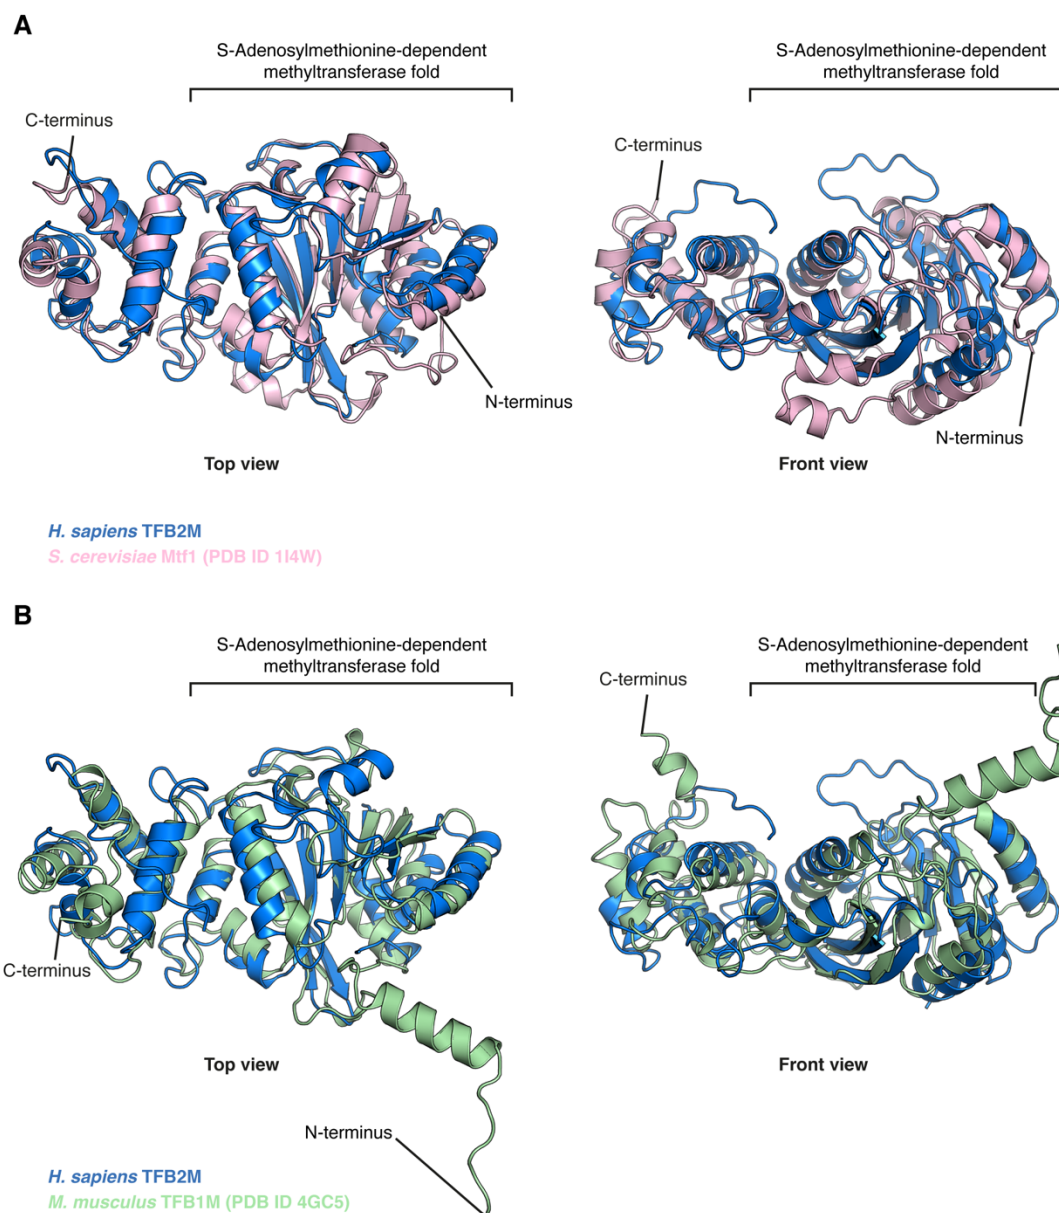 A
S-Adenosylmethionine-dependent
methyltransferase fold
S-Adenosylmethionine-dependent
methyltransferase fold
C-terminus
C-terminus
N-terminus
N-terminus
Top view
Front view
H. sapiens TFB2M
S. cerevisiae Mtf1 (PDB ID 1I4W)
B
S-Adenosylmethionine-dependent
methyltransferase fold
S-Adenosylmethionine-dependent
methyltransferase fold
C-terminus
C-terminus
Top view
Front view
N-terminus
H. sapiens TFB2M
M. musculus TFB1M (PDB ID 4GC5)